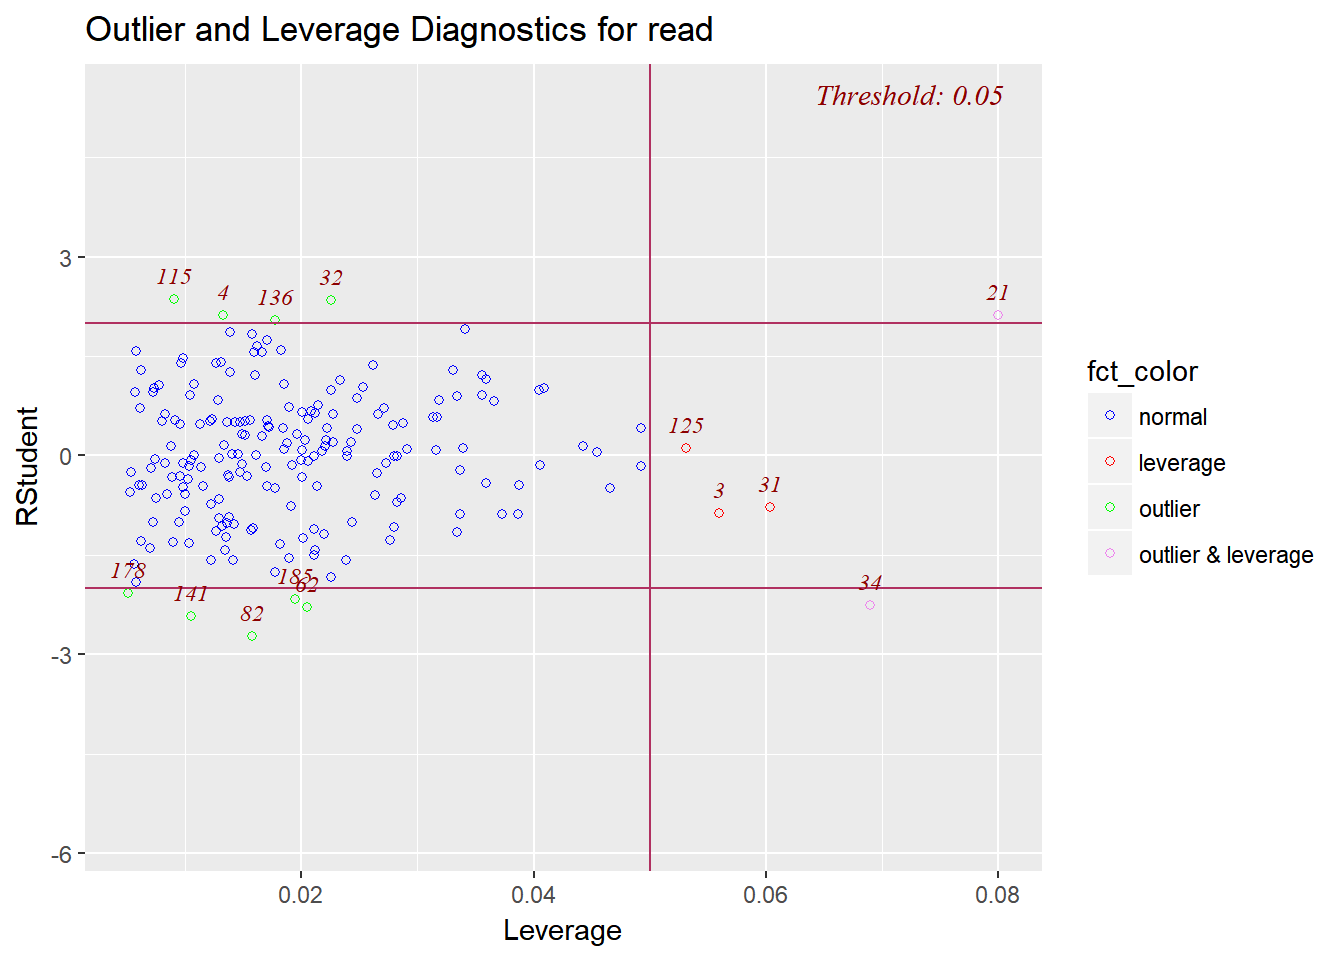 Outlier and Leverage Diagnostics for read
Threshold: 0.05
3
0
-3
-6
RStudent
115
4
136
32
21
125
3
31
178
141
82
185
62
34
0.02
0.04
0.06
0.08
Leverage
fct_color
normal
leverage
outlier
outlier & leverage